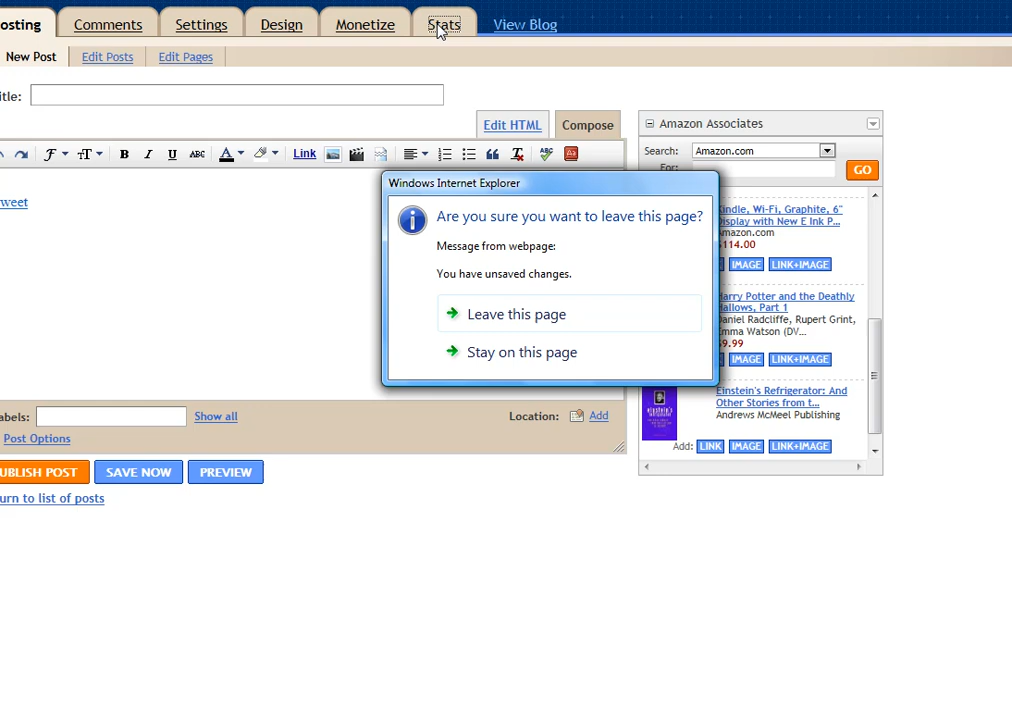 osting Comments Settings Design Monetize Stats View Blog
New Post Edit Posts Edit Pages
itle:
Edit HTML Compose
B I U ABC A Link ABC
weet
Amazon Associates
Search: Amazon.com
For: GO
Kindle, Wi-Fi, Graphite, 6"
Display with New E Ink P...
Amazon.com
$114.00
IMAGE LINK+IMAGE
Harry Potter and the Deathly
Hallows, Part 1
Daniel Radcliffe, Rupert Grint,
Emma Watson (DV...
$9.99
IMAGE LINK+IMAGE
Einstein's Refrigerator: And
Other Stories from t...
Andrews McMeel Publishing
Add: LINK IMAGE LINK+IMAGE
Windows Internet Explorer
Are you sure you want to leave this page?
Message from webpage:
You have unsaved changes.
Leave this page
Stay on this page
abels: Show all Location: Add
Post Options
UBLISH POST SAVE NOW PREVIEW
urn to list of posts